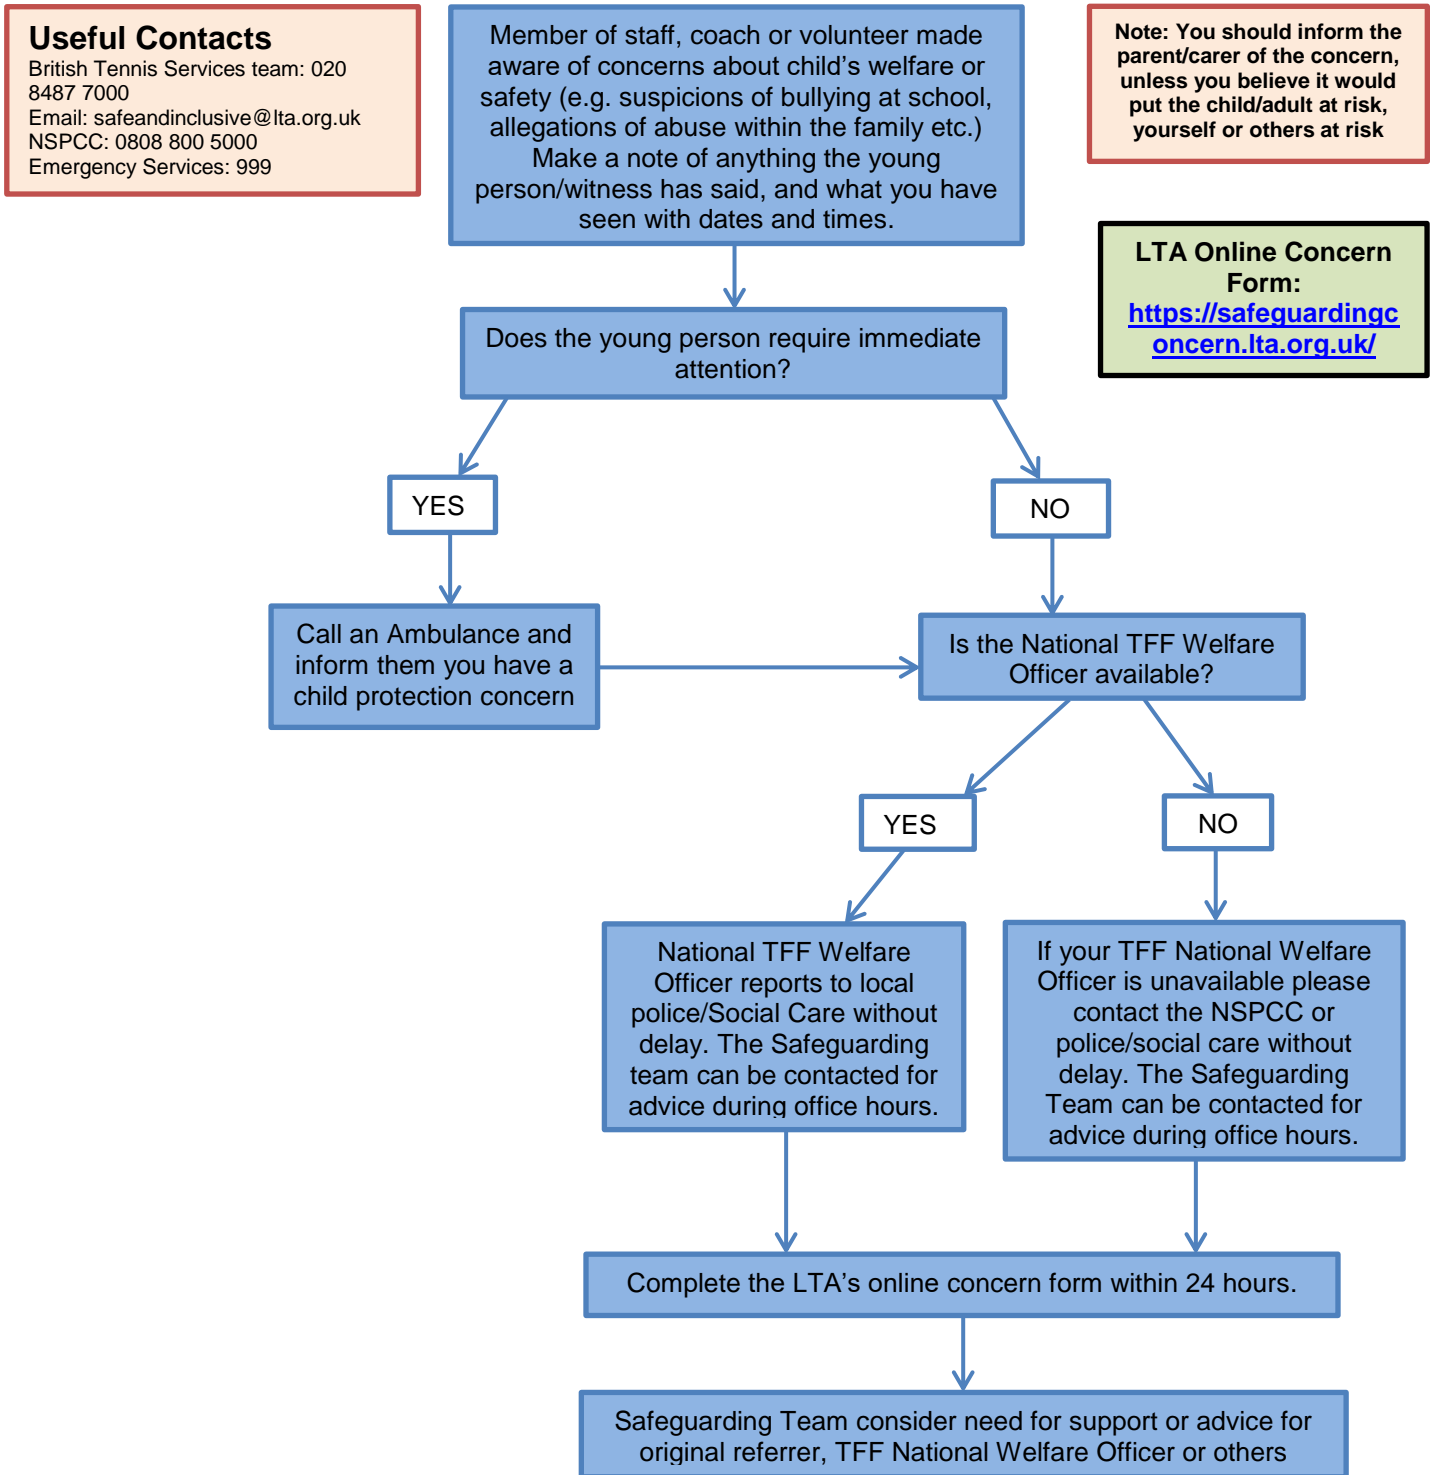 Useful Contacts
British Tennis Services team: 020
8487 7000
Email: safeandinclusive@lta.org.uk
NSPCC: 0808 800 5000
Emergency Services: 999
Member of staff, coach or volunteer made
aware of concerns about child’s welfare or
safety (e.g. suspicions of bullying at school,
allegations of abuse within the family etc.)
Make a note of anything the young
person/witness has said, and what you have
seen with dates and times.
Note: You should inform the
parent/carer of the concern,
unless you believe it would
put the child/adult at risk,
yourself or others at risk
LTA Online Concern
Form:
https://safeguardingc
oncern.lta.org.uk/
Does the young person require immediate
attention?
YES
NO
Call an Ambulance and
inform them you have a
child protection concern
Is the National TFF Welfare
Officer available?
YES
NO
National TFF Welfare
Officer reports to local
police/Social Care without
delay. The Safeguarding
team can be contacted for
advice during office hours.
If your TFF National Welfare
Officer is unavailable please
contact the NSPCC or
police/social care without
delay. The Safeguarding
Team can be contacted for
advice during office hours.
Complete the LTA’s online concern form within 24 hours.
Safeguarding Team consider need for support or advice for
original referrer, TFF National Welfare Officer or others